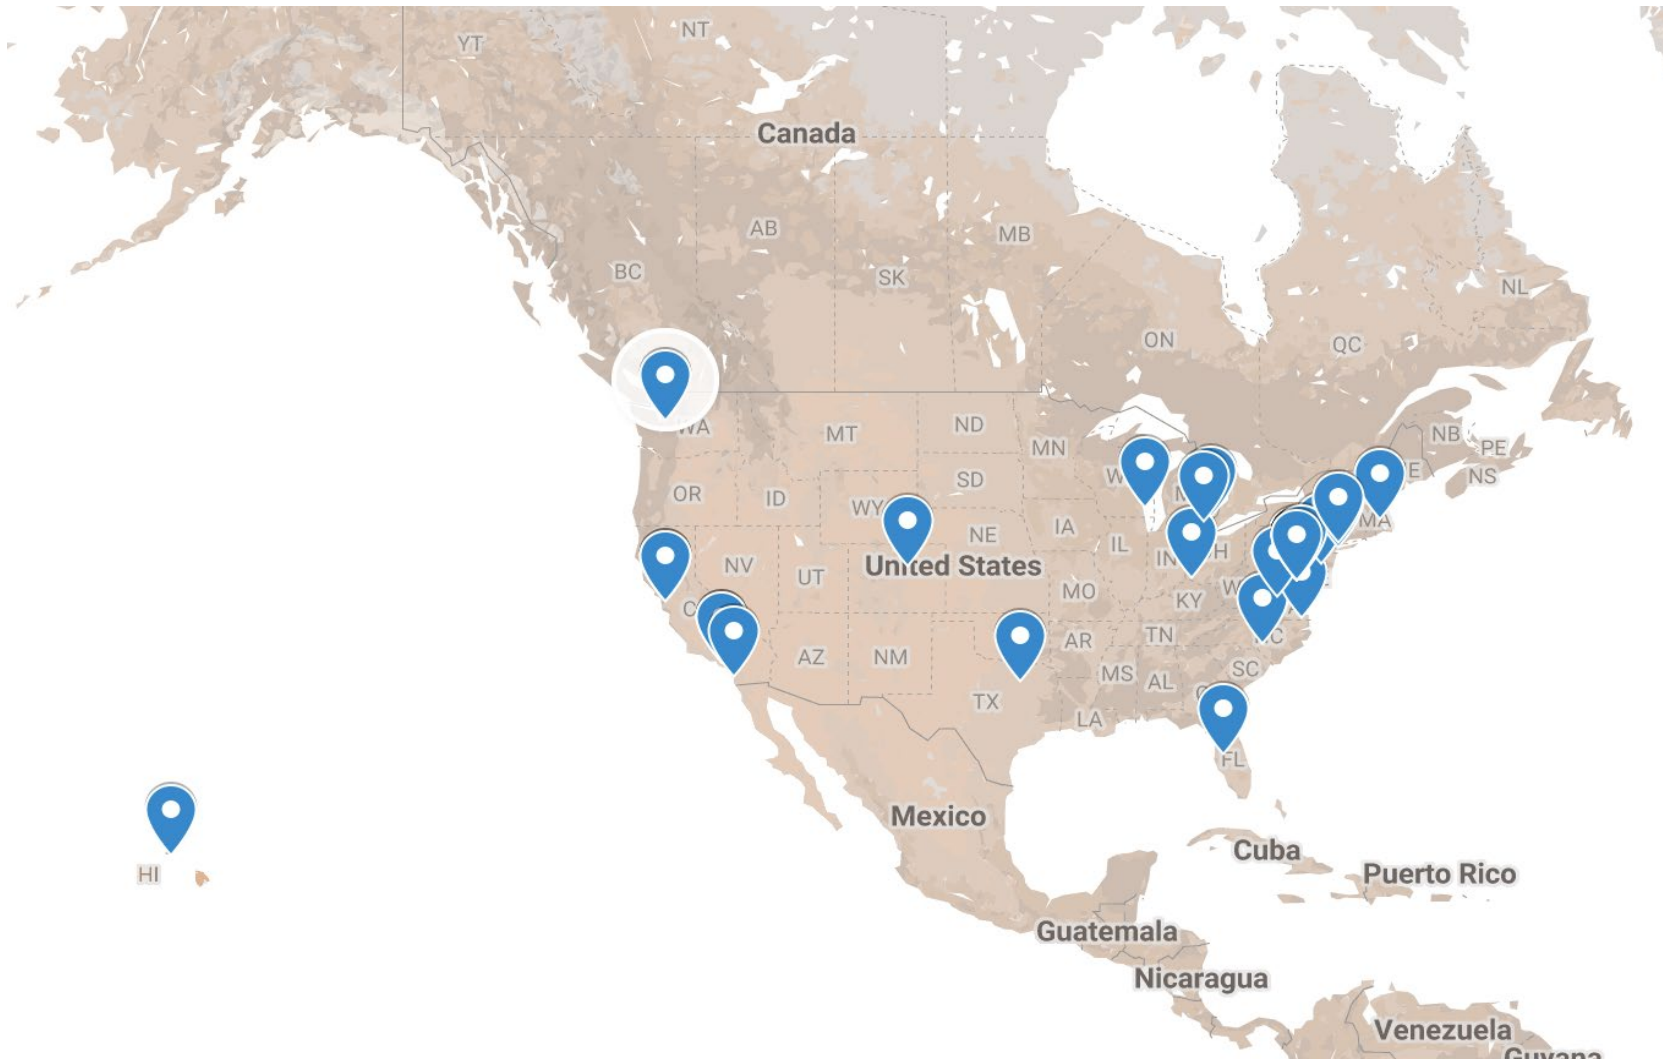 NT
YT
Canada
AB
MB
BC
SK
NL
ON
QC
WA
MT
ND
MN
NB
PE
NS
SD
OR
ID
WY
IA
MA
NE
IL
IN
NV
UT
United States
MO
KY
AR
TN
AZ
NM
MS
AL
SC
TX
LA
FL
Mexico
Cuba
HI
Puerto Rico
Guatemala
Nicaragua
Venezuela
Guyana